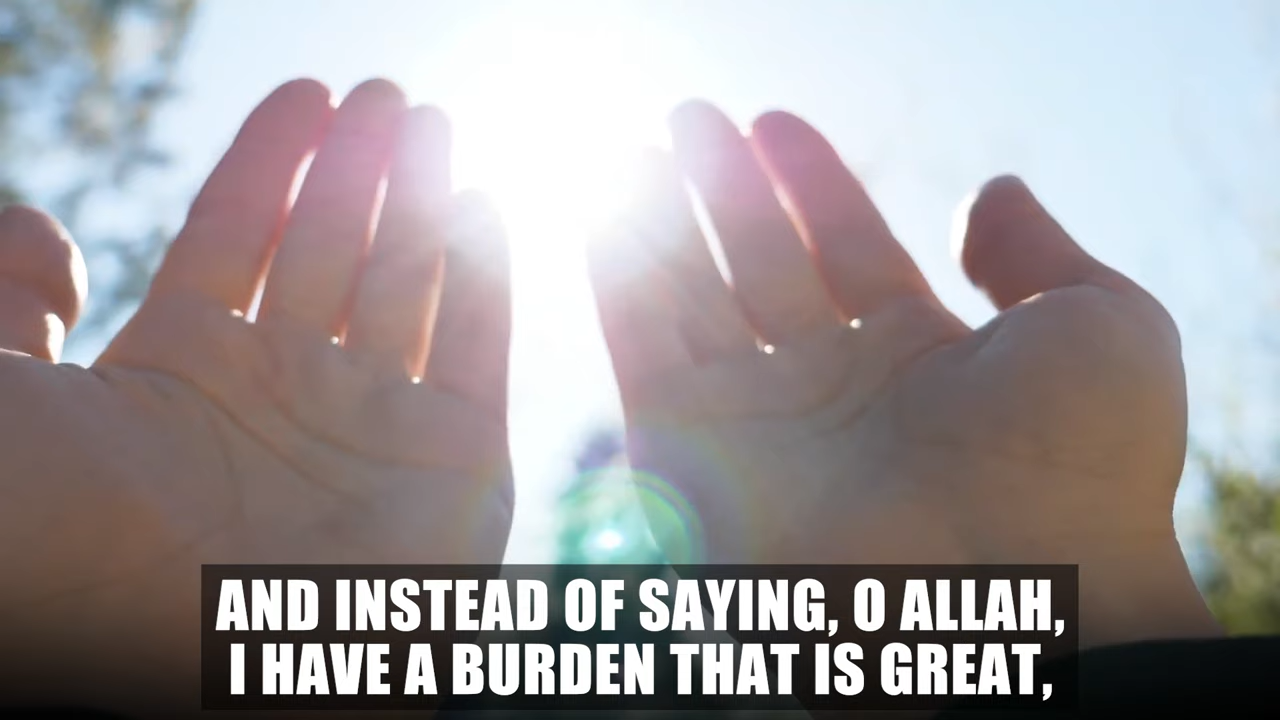 AND INSTEAD OF SAYING, O ALLAH,
I HAVE A BURDEN THAT IS GREAT,